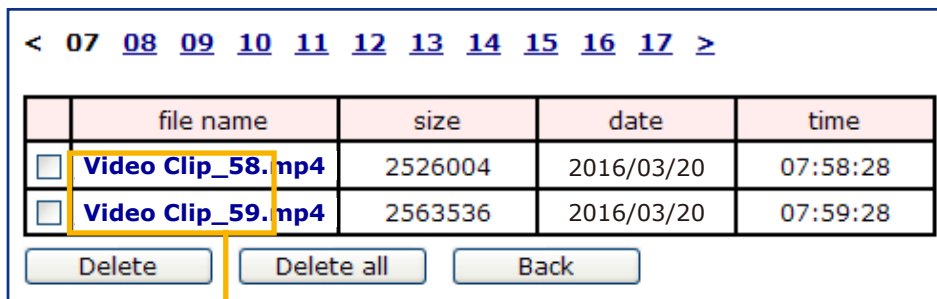 < 07 08 09 10 11 12 13 14 15 16 17 >
file name size date time
Video Clip_58.mp4 2526004 2016/03/20 07:58:28
Video Clip_59.mp4 2563536 2016/03/20 07:59:28
Delete Delete all Back